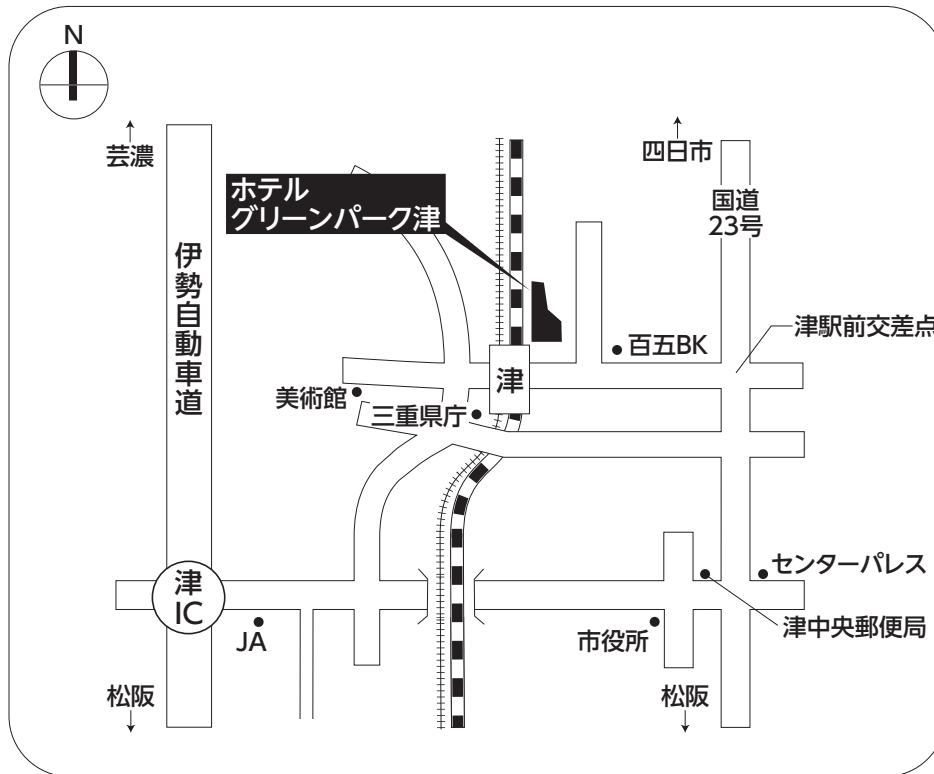 N
芸濃
四日市
ホテル
グリーンパーク津
国道
23号
伊勢自動車道
津駅前交差点
百五BK
津
美術館
三重県庁
津
IC
センターパレス
JA
市役所
津中央郵便局
松阪
松阪